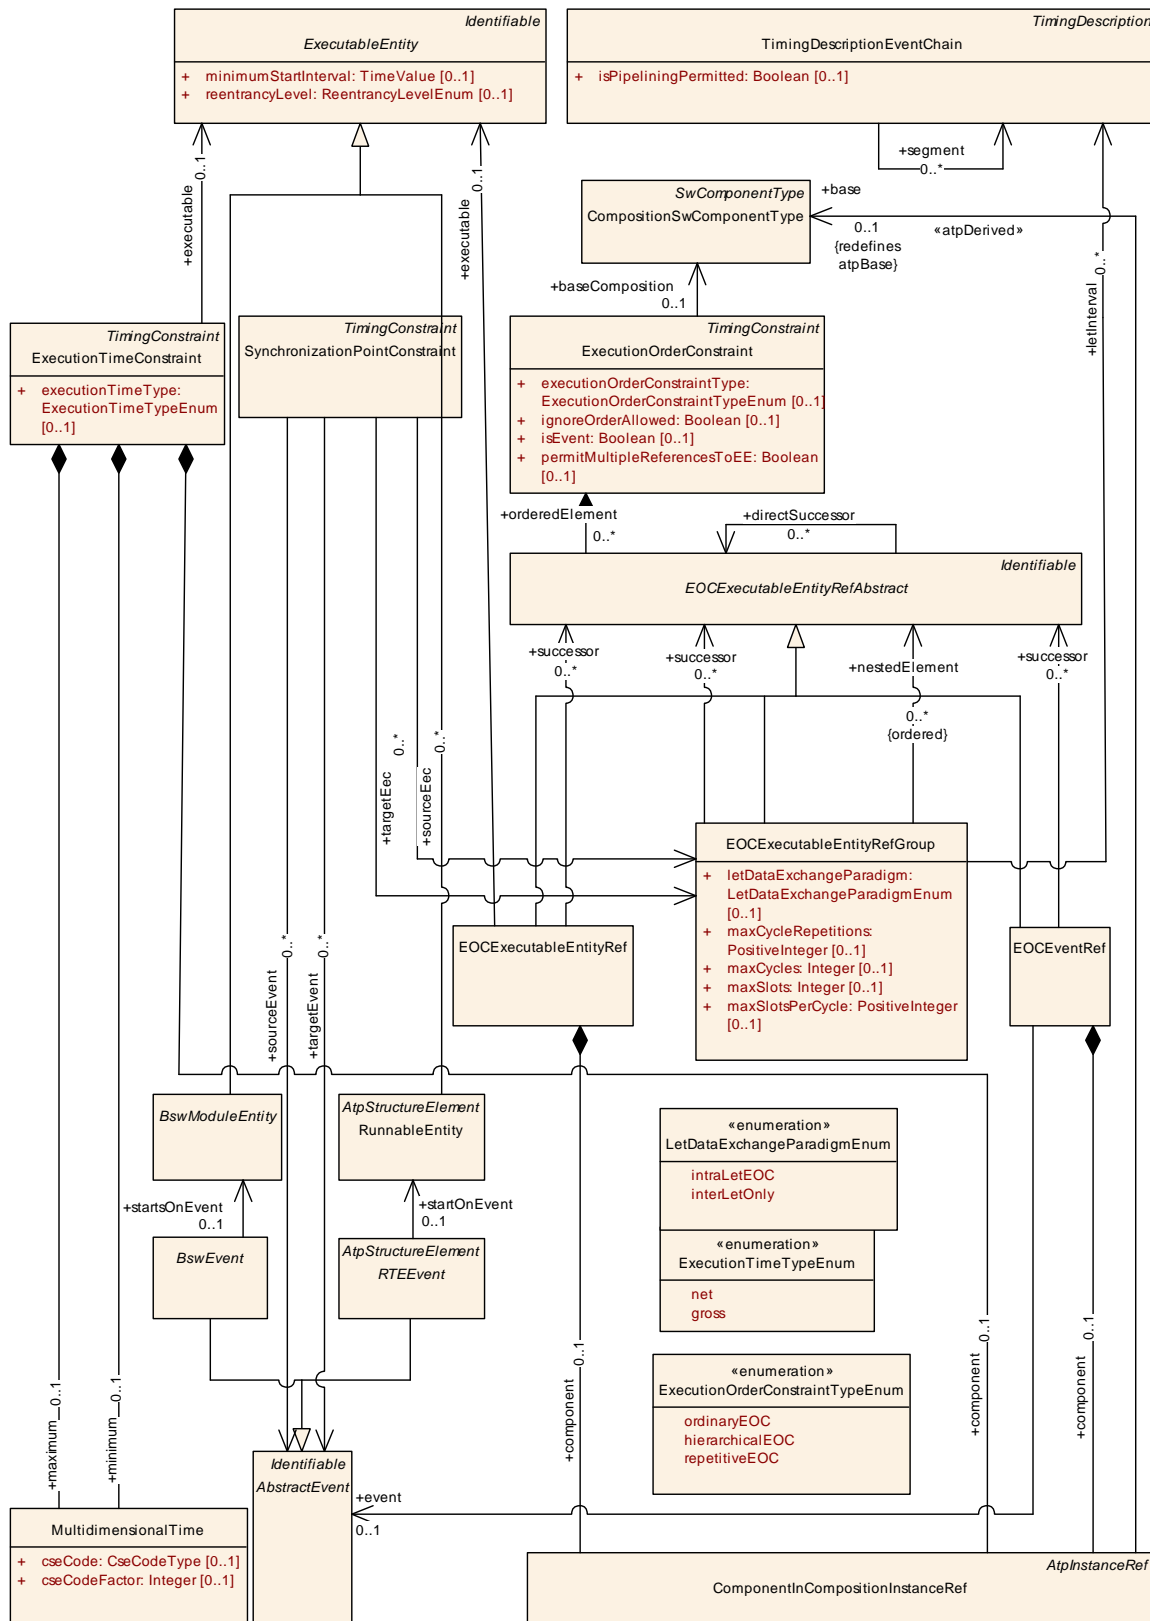 Identifiable
ExecutableEntity
+ minimumStartInterval: TimeValue [0..1]
+ reentrancyLevel: ReentrancyLevelEnum [0..1]
TimingDescription
TimingDescriptionEventChain
+ isPipeliningPermitted: Boolean [0..1]
+executable
0..1
+executable
0..1
+segment
0..*
SwComponentType
CompositionSwComponentType
+base
0..1
{redefines
atpBase}
«atpDerived»
+letInterval
0..*
+baseComposition
0..1
TimingConstraint
ExecutionTimeConstraint
+ executionTimeType:
ExecutionTimeTypeEnum
[0..1]
TimingConstraint
SynchronizationPointConstraint
TimingConstraint
ExecutionOrderConstraint
+ executionOrderConstraintType:
ExecutionOrderConstraintTypeEnum [0..1]
+ ignoreOrderAllowed: Boolean [0..1]
+ isEvent: Boolean [0..1]
+ permitMultipleReferencesToEE: Boolean
[0..1]
+orderedElement
0..*
+directSuccessor
0..*
Identifiable
EOCExecutableEntityRefAbstract
+successor
0..*
+successor
0..*
+nestedElement
0..*
{ordered}
+successor
0..*
+targetEec
0..*
+sourceEec
0..*
EOCExecutableEntityRefGroup
+ letDataExchangeParadigm:
LetDataExchangeParadigmEnum
[0..1]
+ maxCycleRepetitions:
PositiveInteger [0..1]
+ maxCycles: Integer [0..1]
+ maxSlots: Integer [0..1]
+ maxSlotsPerCycle: PositiveInteger
[0..1]
EOCExecutableEntityRef
EOCEventRef
+sourceEvent
0..*
+targetEvent
0..*
BswModuleEntity
AtpStructureElement
RunnableEntity
+startsOnEvent
0..1
+startOnEvent
0..1
BswEvent
AtpStructureElement
RTEEvent
«enumeration»
LetDataExchangeParadigmEnum
intraLetEOC
interLetOnly
«enumeration»
ExecutionTimeTypeEnum
net
gross
«enumeration»
ExecutionOrderConstraintTypeEnum
ordinaryEOC
hierarchicalEOC
repetitiveEOC
+maximum
0..1
+minimum
0..1
+component
0..1
+component
0..1
+component
0..1
Identifiable
AbstractEvent
+event
0..1
MultidimensionalTime
+ cseCode: CseCodeType [0..1]
+ cseCodeFactor: Integer [0..1]
AtpInstanceRef
ComponentInCompositionInstanceRef